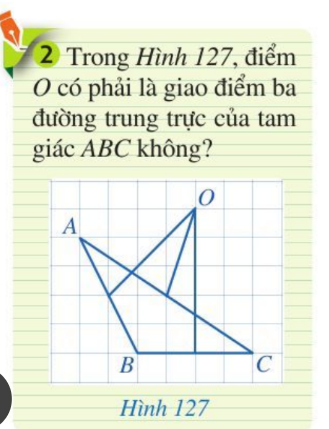 2 Trong Hình 127, điểm
O có phải là giao điểm ba
đường trung trực của tam
giác ABC không?
O
A
B
C
Hình 127